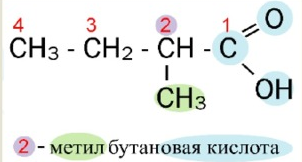 4 3 2 1 O
CH₃ - CH₂ - CH - C
OH
CH₃
2 - метил бутановая кислота